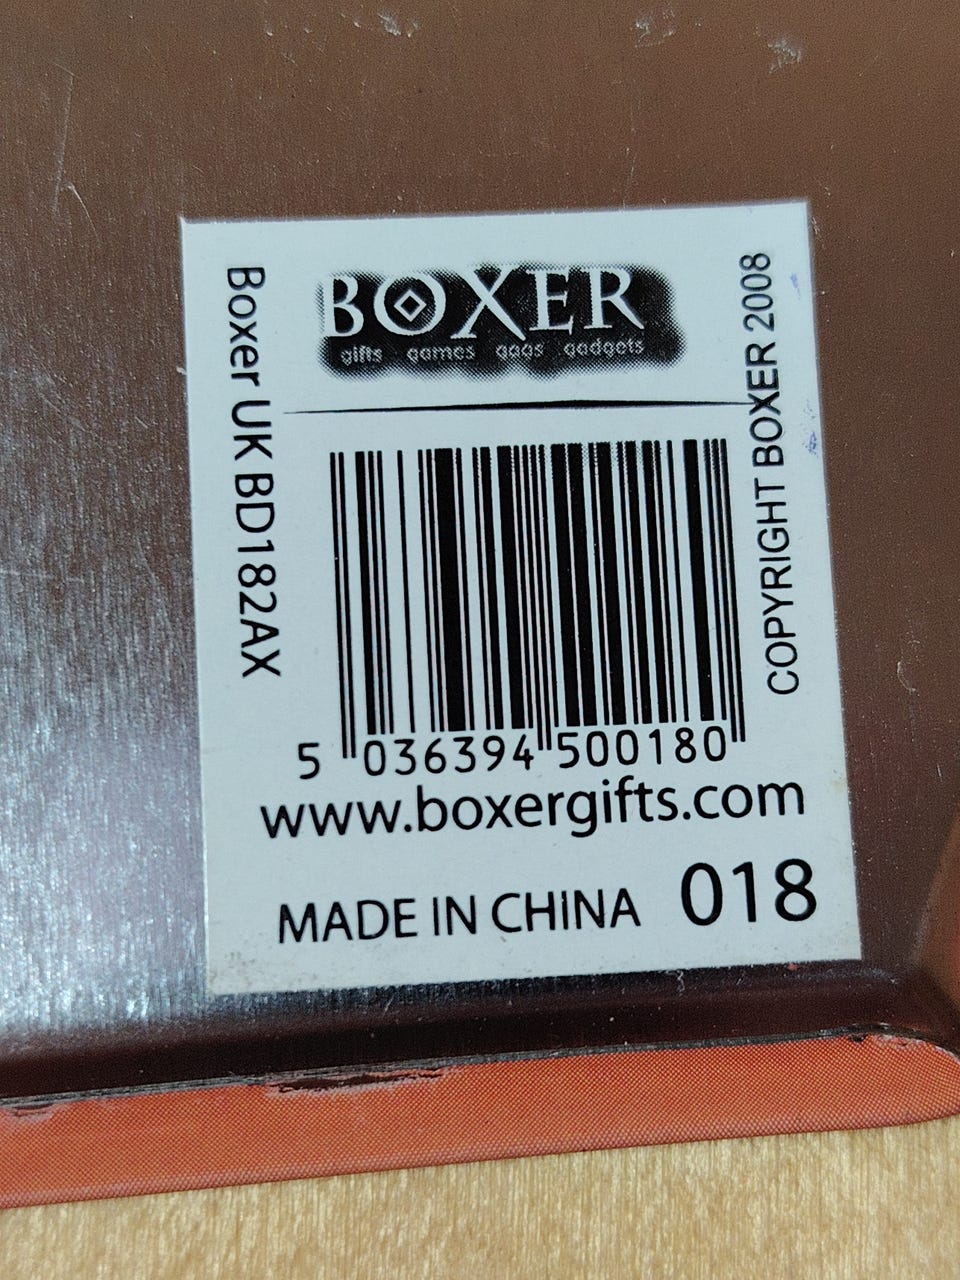 BOXER
gifts games gags gadgets
Boxer UK BD182AX
COPYRIGHT BOXER 2008
5 036394 500180
www.boxergifts.com
MADE IN CHINA 018